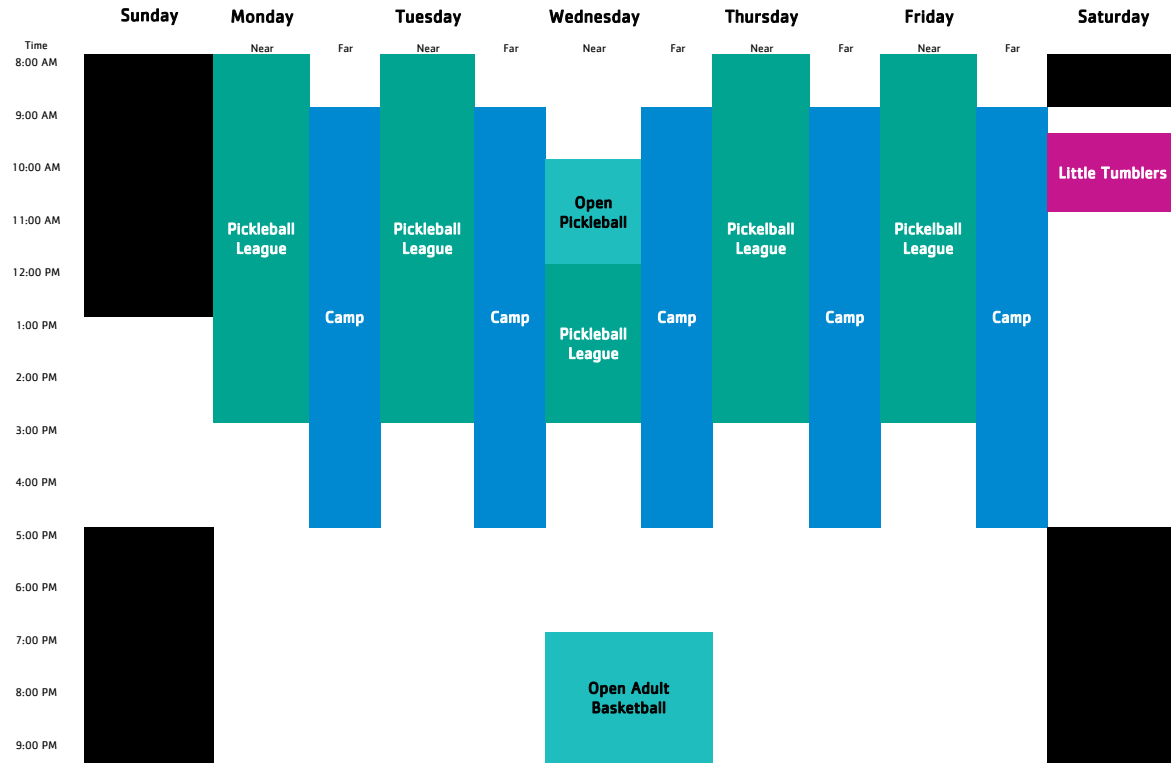 Sunday Monday Tuesday Wednesday Thursday Friday Saturday
Time Near Far Near Far Near Far Near Far Near Far
8:00 AM
9:00 AM
10:00 AM Little Tumblers
Open
Pickleball
11:00 AM
Pickleball Pickleball Pickelball Pickelball
League League League League
12:00 PM
Camp Camp Camp Camp Camp
1:00 PM
Pickleball
League
2:00 PM
3:00 PM
4:00 PM
5:00 PM
6:00 PM
7:00 PM
8:00 PM Open Adult
Basketball
9:00 PM